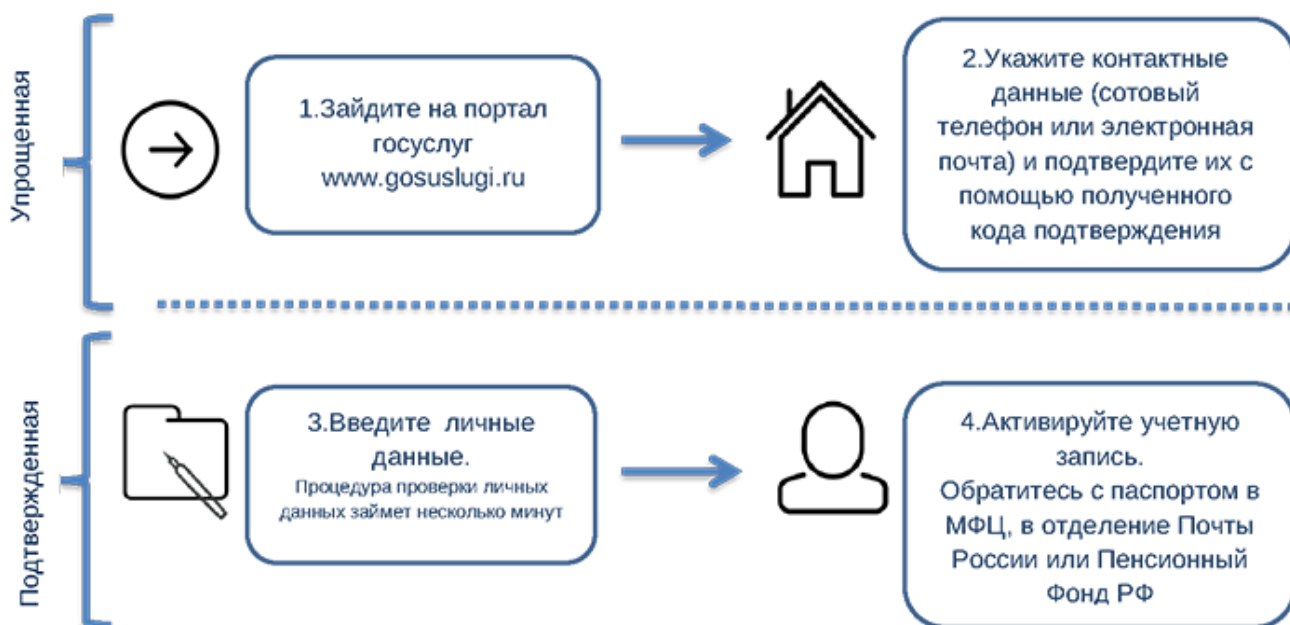 Упрощенная
1.Зайдите на портал
госуслуг
www.gosuslugi.ru
2.Укажите контактные
данные (сотовый
телефон или электронная
почта) и подтвердите их с
помощью полученного
кода подтверждения
Подтвержденная
3.Введите личные
данные.
Процедура проверки личных
данных займет несколько минут
4.Активируйте учетную
запись.
Обратитесь с паспортом в
МФЦ, в отделение Почты
России или Пенсионный
Фонд РФ